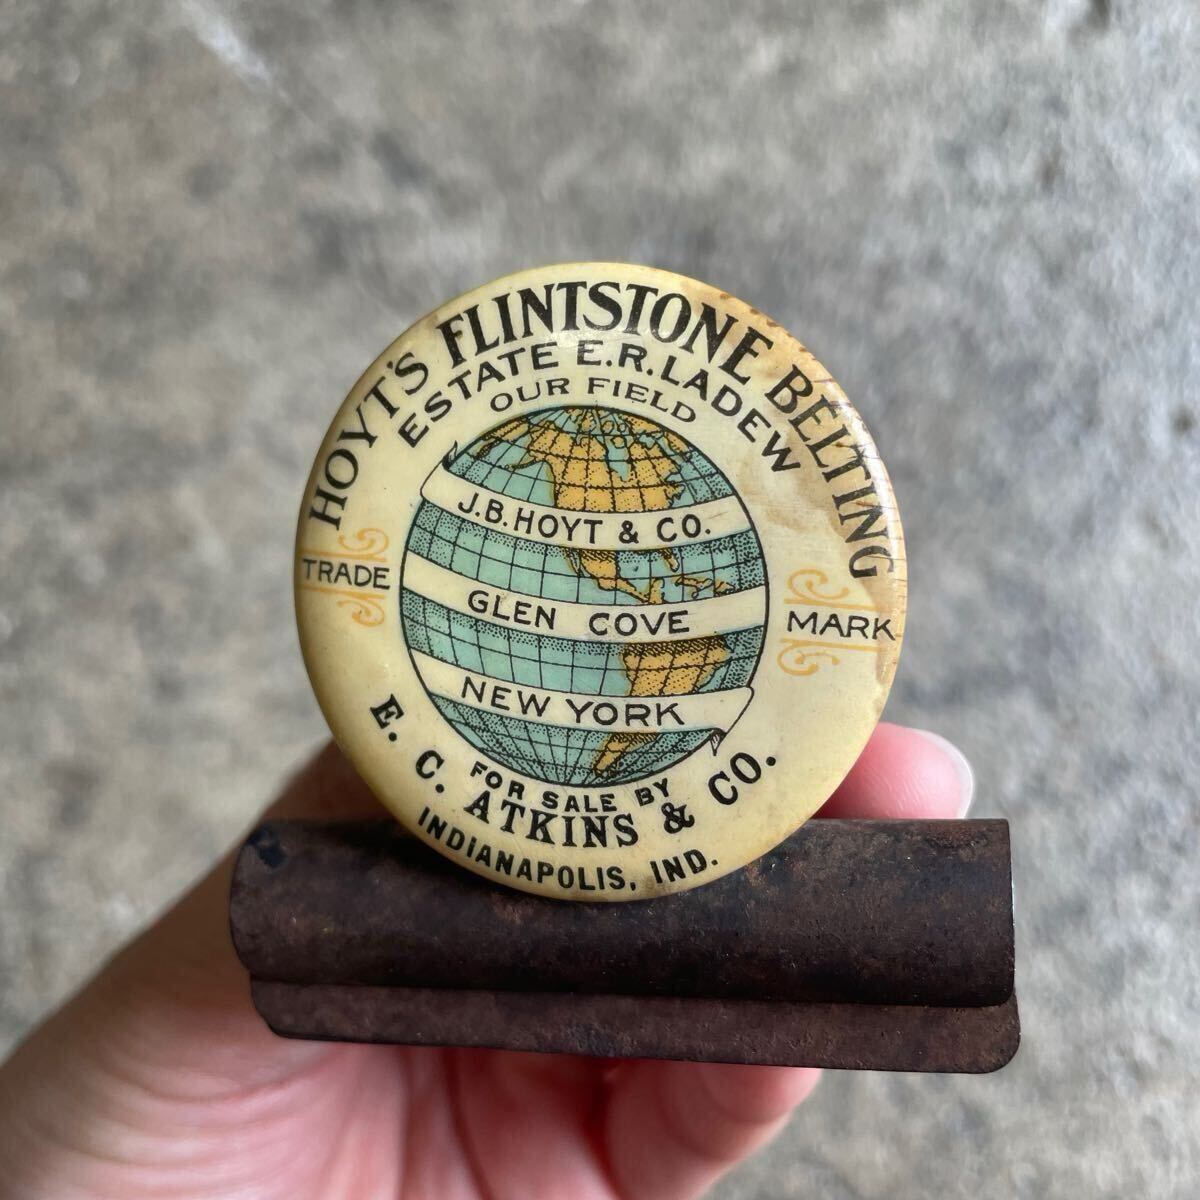 HOYT'S FLINTSTONE BELTING
ESTATE E.R. LADEW
OUR FIELD
J.B. HOYT & CO.
TRADE MARK
GLEN COVE
NEW YORK
FOR SALE BY
E. C. ATKINS & CO.
INDIANAPOLIS, IND.